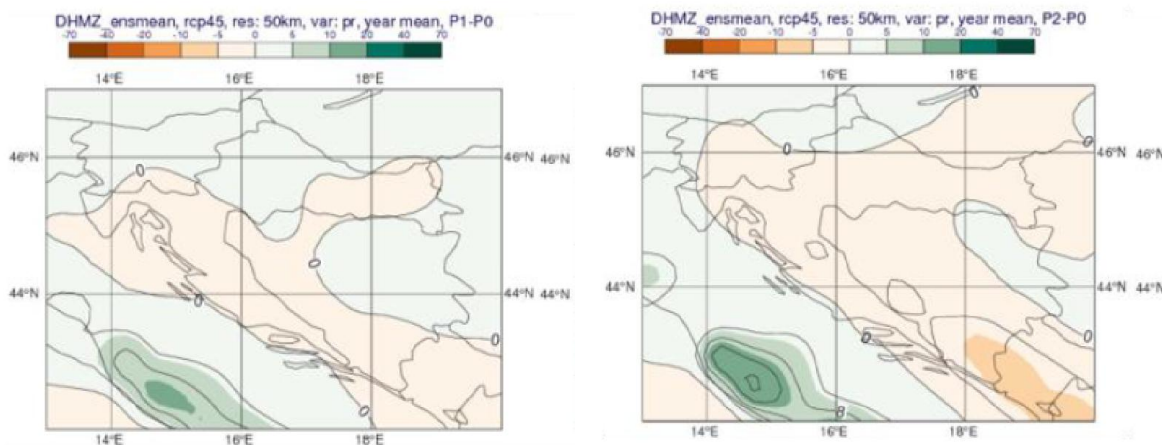 DHMZ_ensmean, rcp45, res: 50km, var: pr, year mean, P1-P0
-70 -40 -20 -10 -5 0 5 10 20 40 70
14°E 16°E 18°E
46°N 46°N
0
0
0
44°N 44°N
0
0
0
14°E 16°E 18°E
DHMZ_ensmean, rcp45, res: 50km, var: pr, year mean, P2-P0
-70 -40 -20 -10 -5 0 5 10 20 40 70
14°E 16°E 18°E
0
46°N 0 0 46°N
0
44°N 44°N
0 0
8
14°E 16°E 18°E